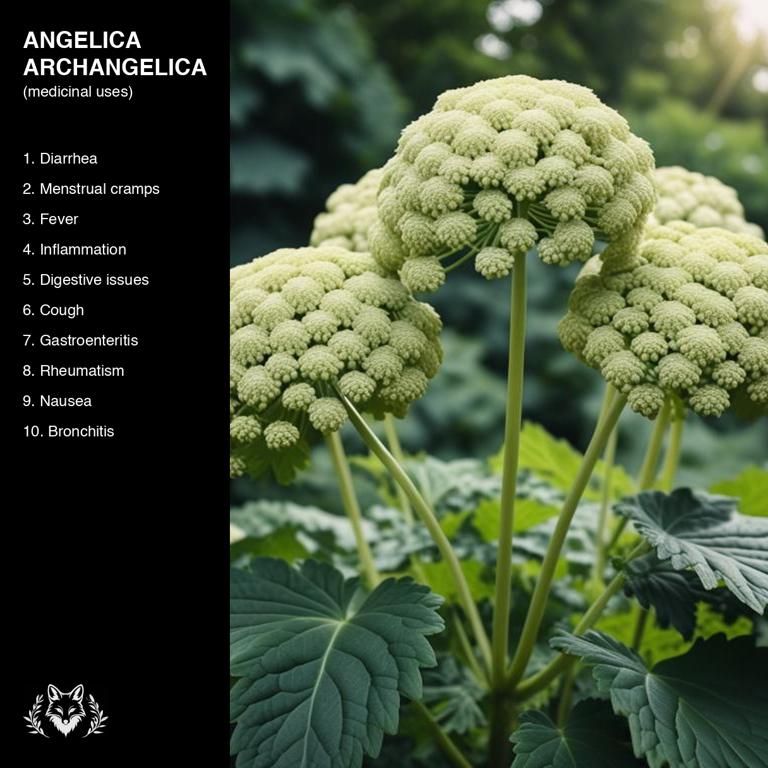 ANGELICA
ARCHANGELICA
(medicinal uses)
1. Diarrhea
2. Menstrual cramps
3. Fever
4. Inflammation
5. Digestive issues
6. Cough
7. Gastroenteritis
8. Rheumatism
9. Nausea
10. Bronchitis